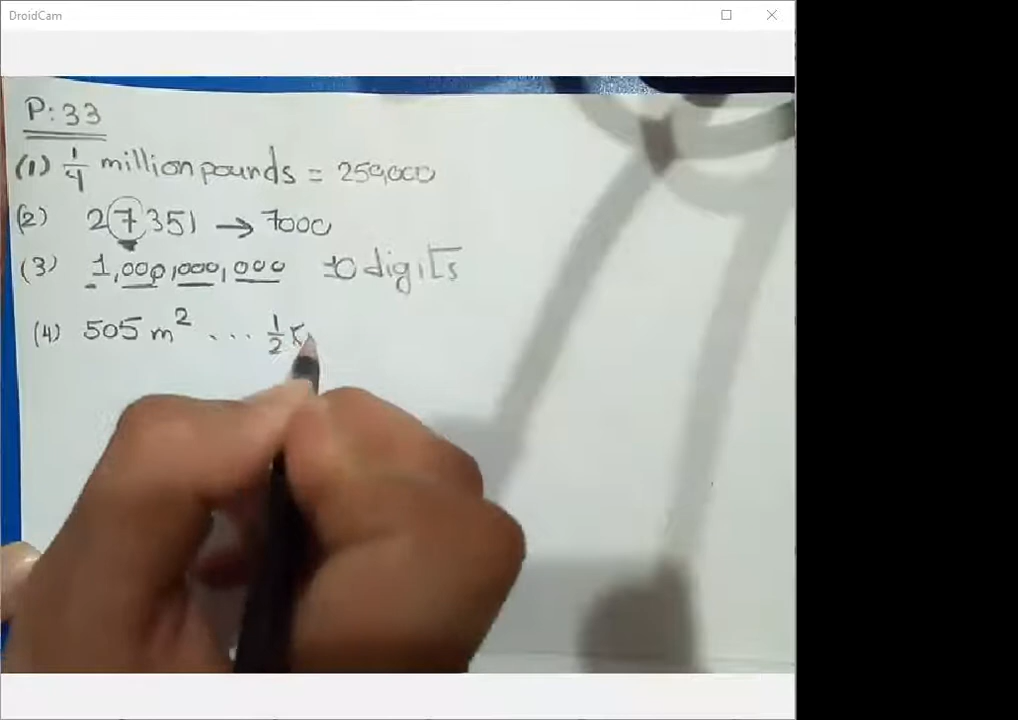 DroidCam
P: 33
(1) 1/4 million pounds = 250,000
(2) 27351 → 7000
(3) 1,000,000,000 10 digits
(4) 505 m² ... 1/2 K